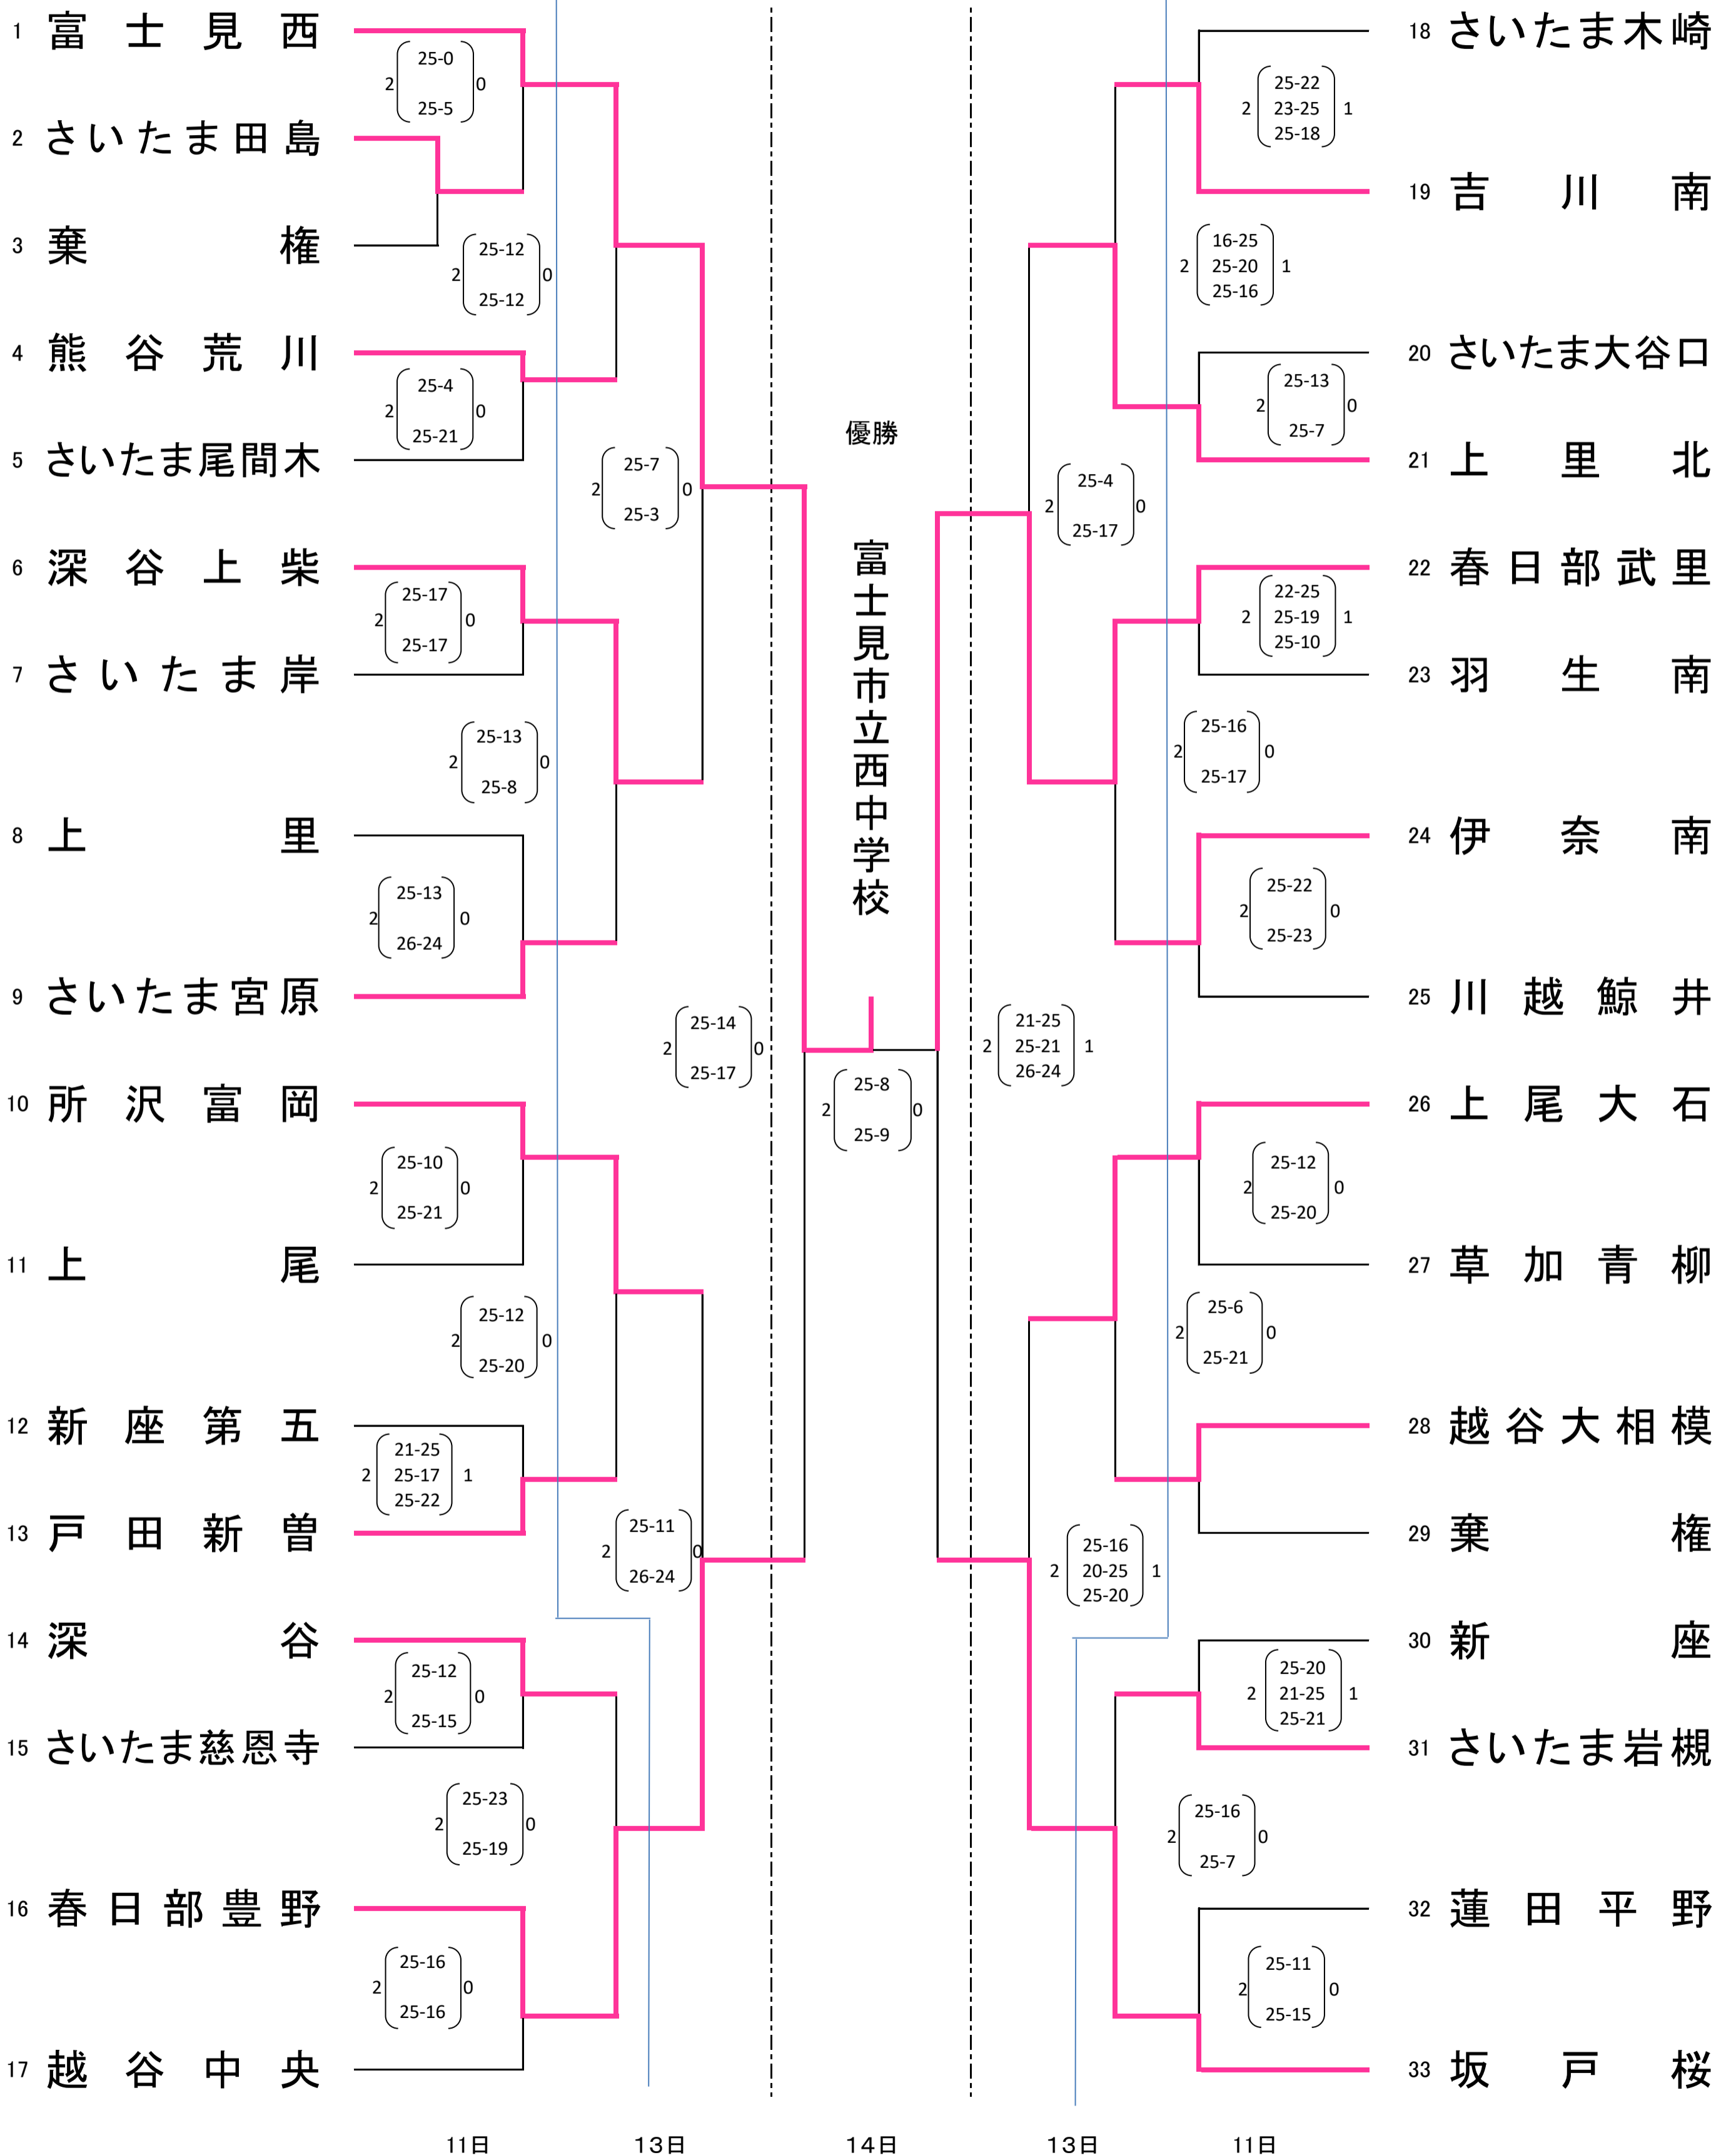 1 富士見西
25-0
2 0
25-5
2 さいたま田島
3 棄権
25-12
2 0
25-12
4 熊谷荒川
25-4
2 0
25-21
5 さいたま尾間木
25-7
2 0
25-3
6 深谷上柴
25-17
2 0
25-17
7 さいたま岸
25-13
2 0
25-8
8 上里
25-13
2 0
26-24
9 さいたま宮原
25-14
2 0
25-17
10 所沢富岡
25-10
2 0
25-21
11 上尾
25-12
2 0
25-20
12 新座第五
21-25
2 25-17 1
25-22
13 戸田新曽
25-11
2 0
26-24
14 深谷
25-12
2 0
25-15
15 さいたま慈恩寺
25-23
2 0
25-19
16 春日部豊野
25-16
2 0
25-16
17 越谷中央
優勝
富士見市立西中学校
25-8
2 0
25-9
18 さいたま木崎
25-22
2 23-25 1
25-18
19 吉川南
16-25
2 25-20 1
25-16
20 さいたま大谷口
25-13
2 0
25-7
21 上里北
25-4
2 0
25-17
22 春日部武里
22-25
2 25-19 1
25-10
23 羽生南
25-16
2 0
25-17
24 伊奈南
25-22
2 0
25-23
25 川越鯨井
21-25
2 25-21 1
26-24
26 上尾大石
25-12
2 0
25-20
27 草加青柳
25-6
2 0
25-21
28 越谷大相模
29 棄権
25-16
2 20-25 1
25-20
30 新座
25-20
2 21-25 1
25-21
31 さいたま岩槻
25-16
2 0
25-7
32 蓮田平野
25-11
2 0
25-15
33 坂戸桜
11日 13日 14日 13日 11日